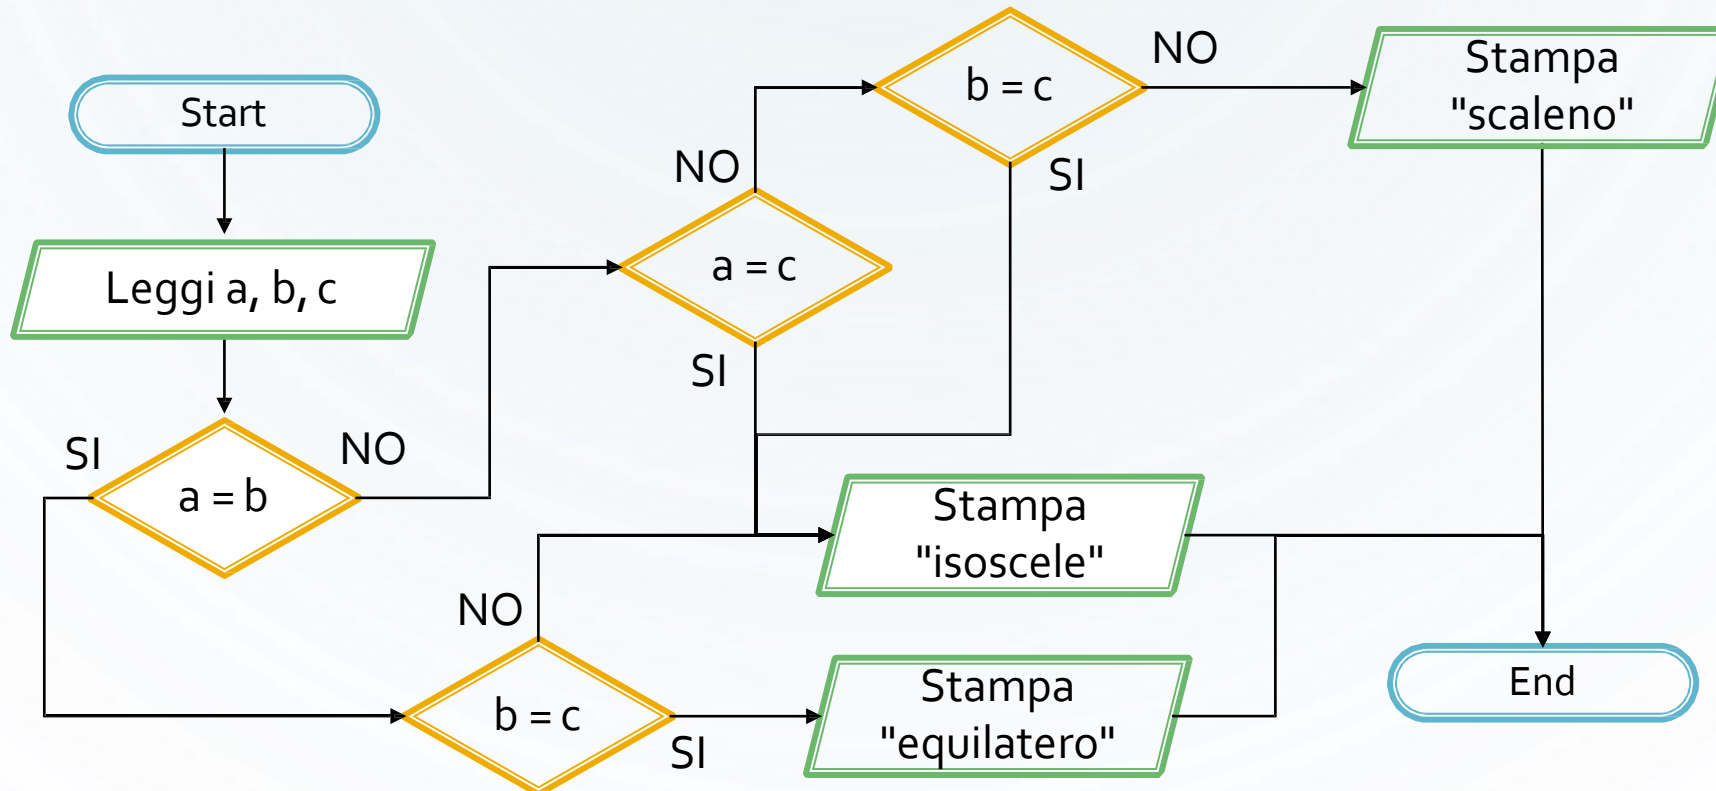 Start
Leggi a, b, c
SI
a = b
NO
NO
a = c
SI
b = c
NO
SI
Stampa
"scaleno"
Stampa
"isoscele"
NO
b = c
SI
Stampa
"equilatero"
End